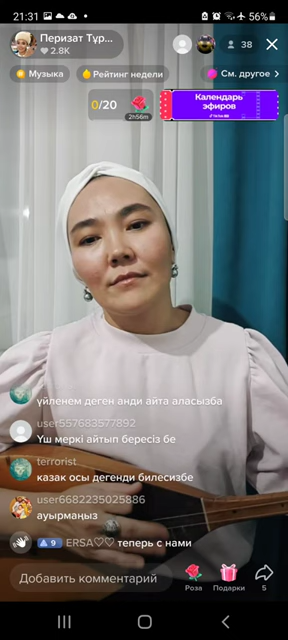 21:31
56%
Перизат Тұр...
2.8K
38
Музыка
Рейтинг недели
См. другое
0/20
2h56m
Календарь
эфиров
үйленем деген анди айта аласызба
user557683577892
Үш меркі айтып бересіз бе
terrorist
казак осы дегенди билесизбе
user6682235025886
ауырмаңыз
9 ERSA♡♡ теперь с нами
Добавить комментарий
Роза
Подарки
5